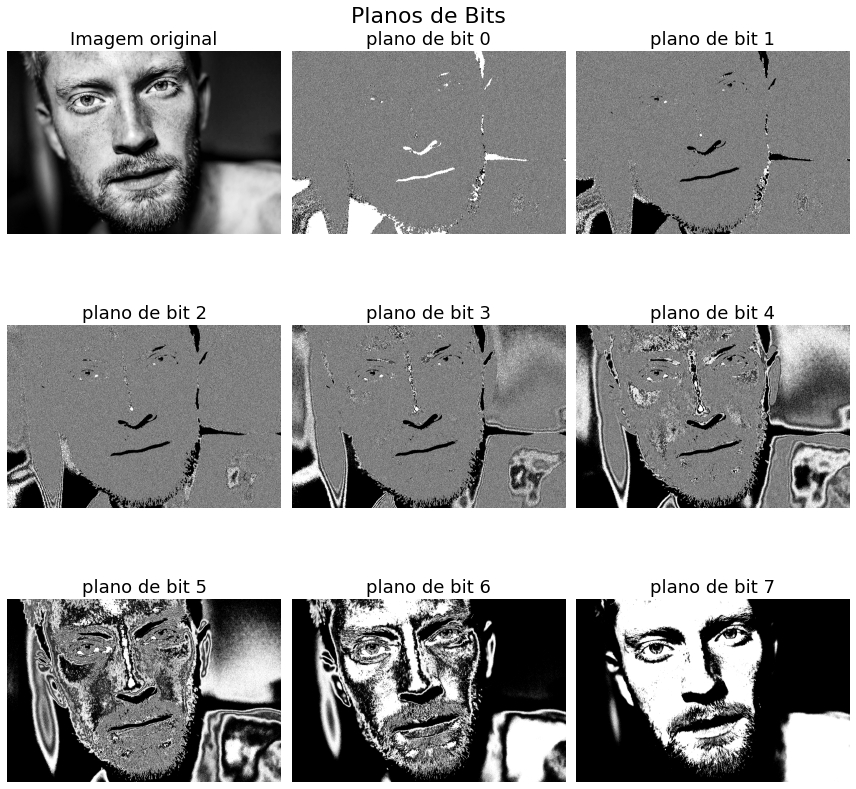 Planos de Bits
Imagem original
plano de bit 0
plano de bit 1
plano de bit 2
plano de bit 3
plano de bit 4
plano de bit 5
plano de bit 6
plano de bit 7